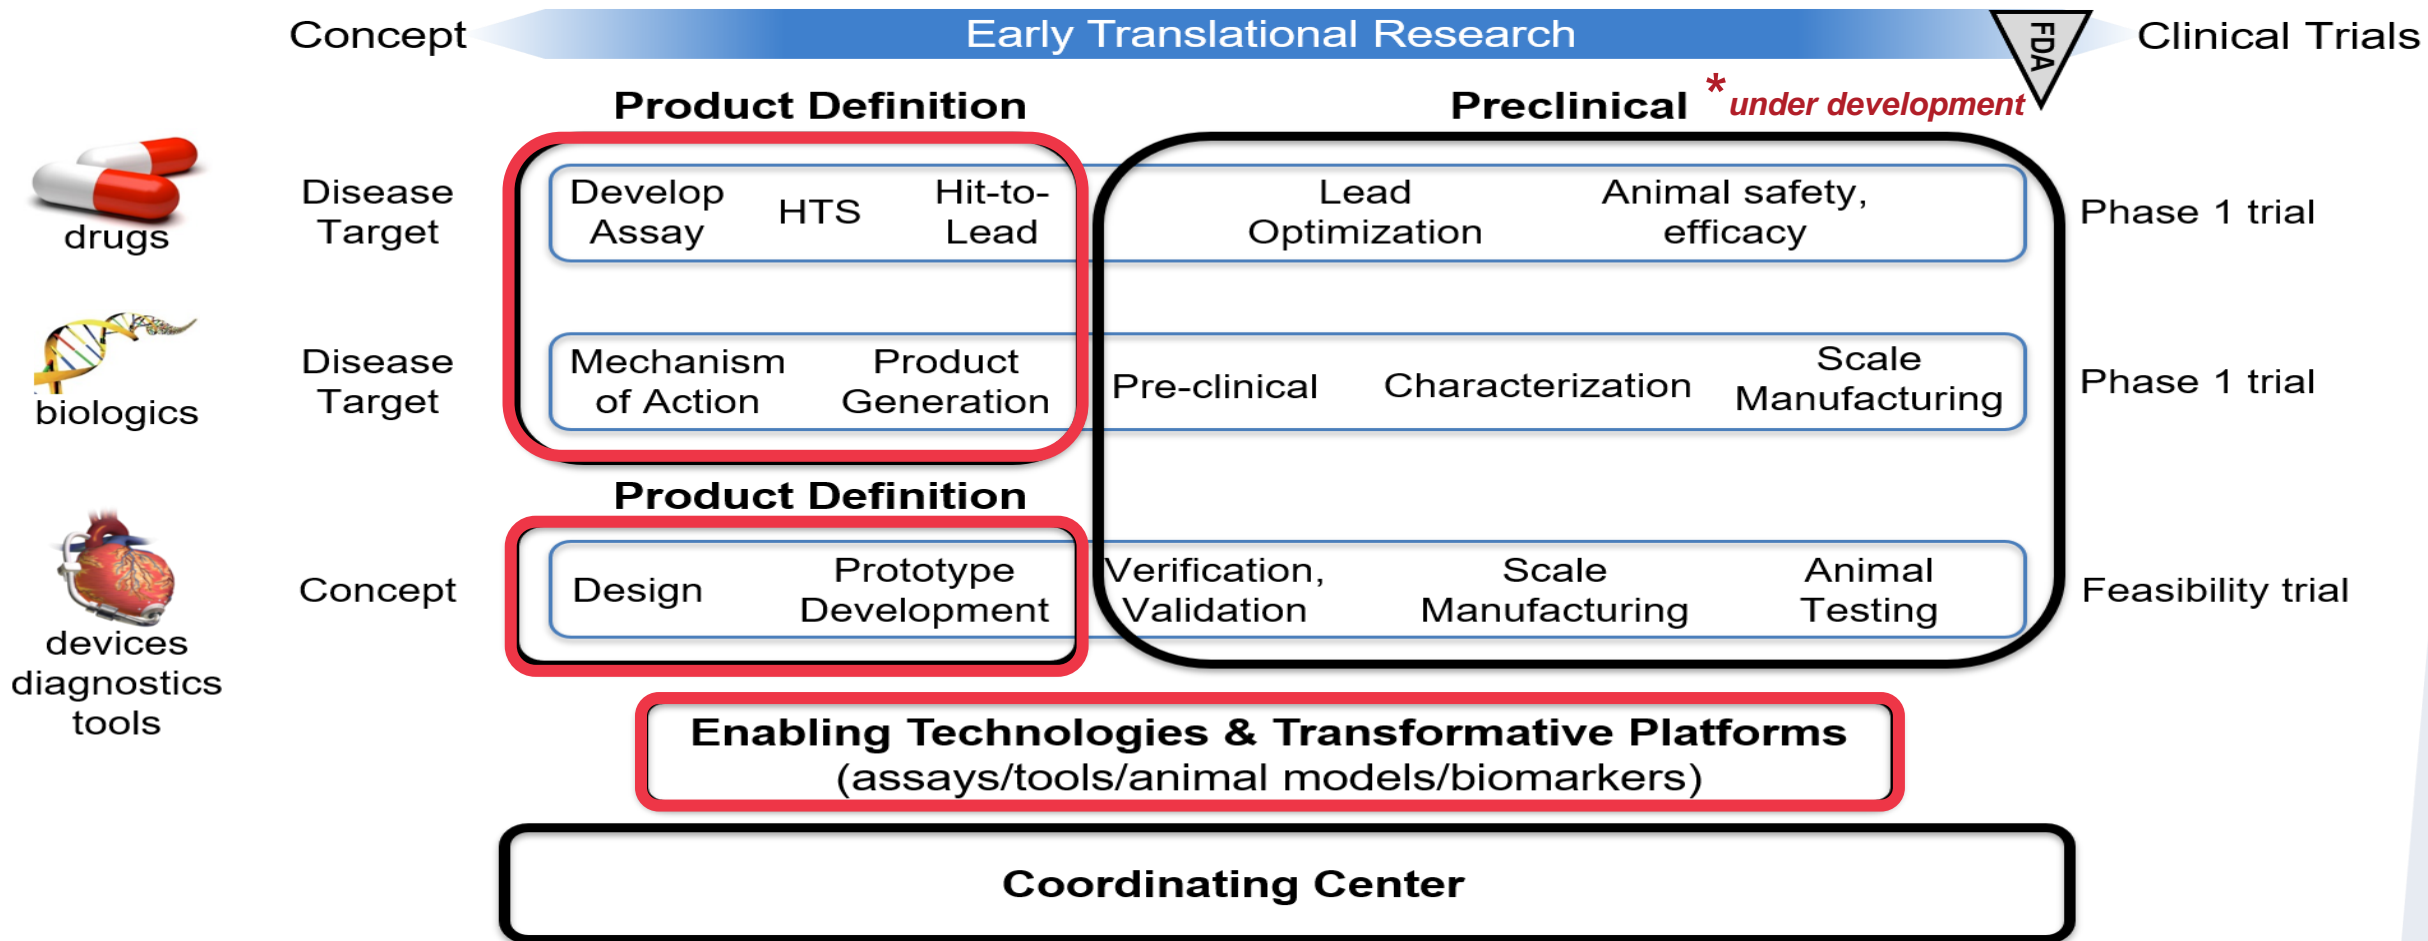 Concept
Early Translational Research
FDA
Clinical Trials
Product Definition
Preclinical
*under development
drugs
Disease
Target
Develop
Assay
HTS
Hit-to-
Lead
Lead
Optimization
Animal safety,
efficacy
Phase 1 trial
biologics
Disease
Target
Mechanism
of Action
Product
Generation
Pre-clinical
Characterization
Scale
Manufacturing
Phase 1 trial
Product Definition
devices
diagnostics
tools
Concept
Design
Prototype
Development
Verification,
Validation
Scale
Manufacturing
Animal
Testing
Feasibility trial
Enabling Technologies & Transformative Platforms
(assays/tools/animal models/biomarkers)
Coordinating Center